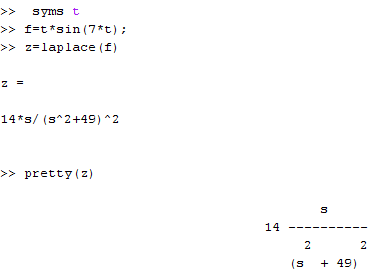 >> syms t
>> f=t*sin(7*t);
>> z=laplace(f)
z =
14*s/(s^2+49)^2
>> pretty(z)
s
14 ----------
2 2
(s + 49)